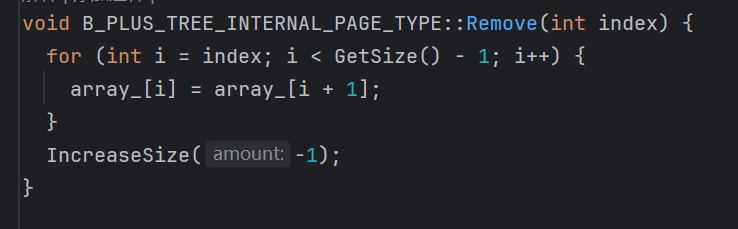 void B_PLUS_TREE_INTERNAL_PAGE_TYPE::Remove(int index) {
for (int i = index; i < GetSize() - 1; i++) {
array_[i] = array_[i + 1];
}
IncreaseSize( amount: -1);
}